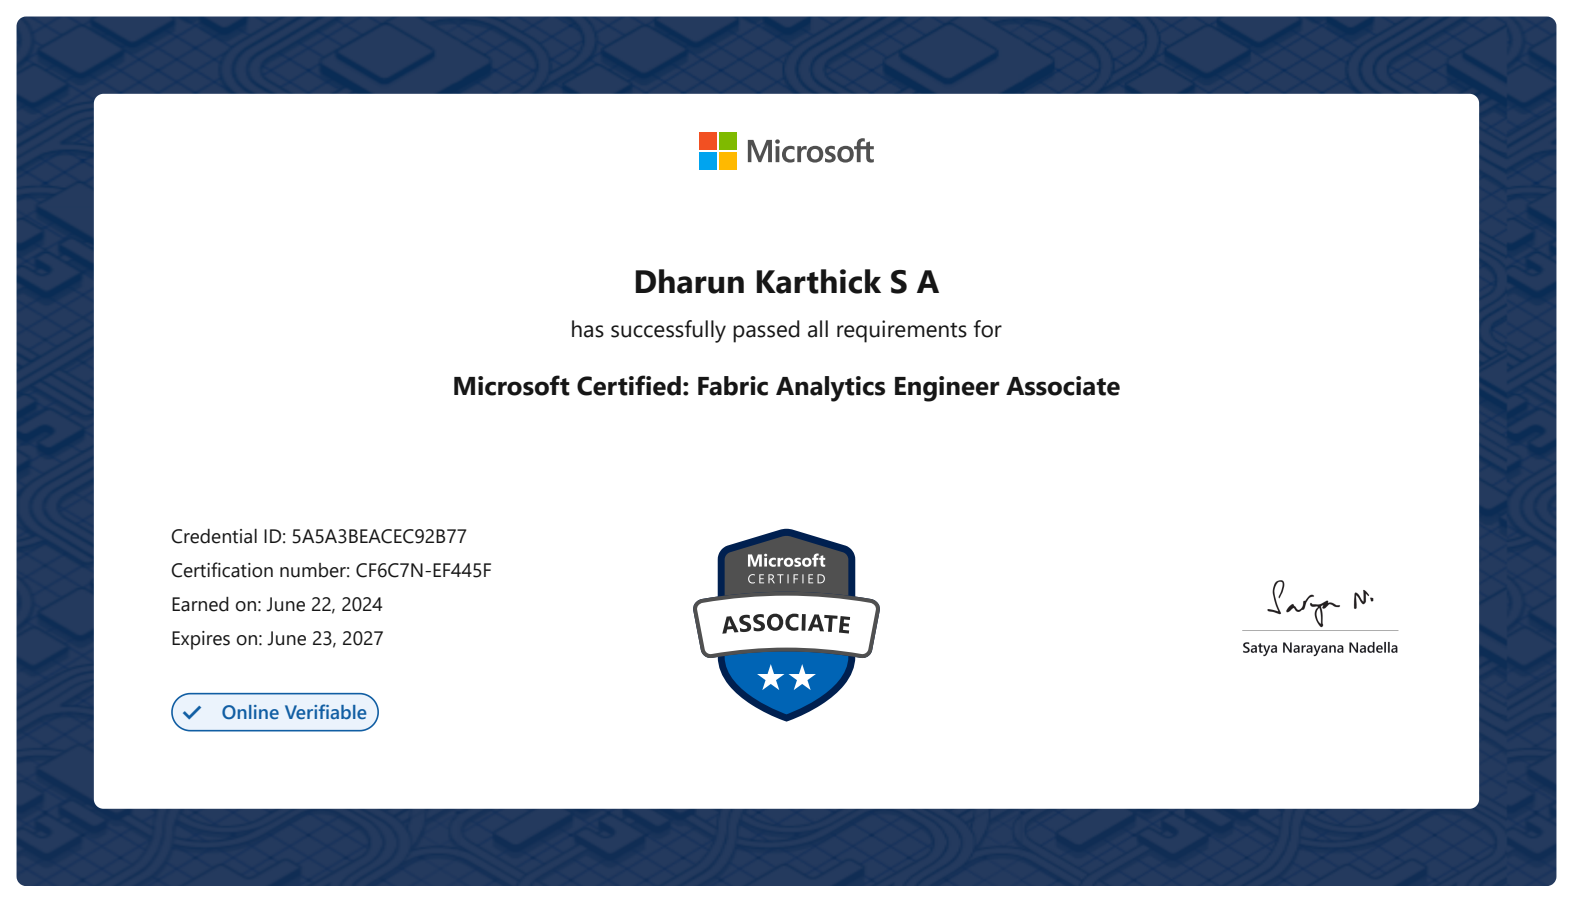 Microsoft
Dharun Karthick S A
has successfully passed all requirements for
Microsoft Certified: Fabric Analytics Engineer Associate
Credential ID: 5A5A3BEACEC92B77
Certification number: CF6C7N-EF445F
Earned on: June 22, 2024
Expires on: June 23, 2027
Online Verifiable
Microsoft
CERTIFIED
ASSOCIATE
Satya N.
Satya Narayana Nadella